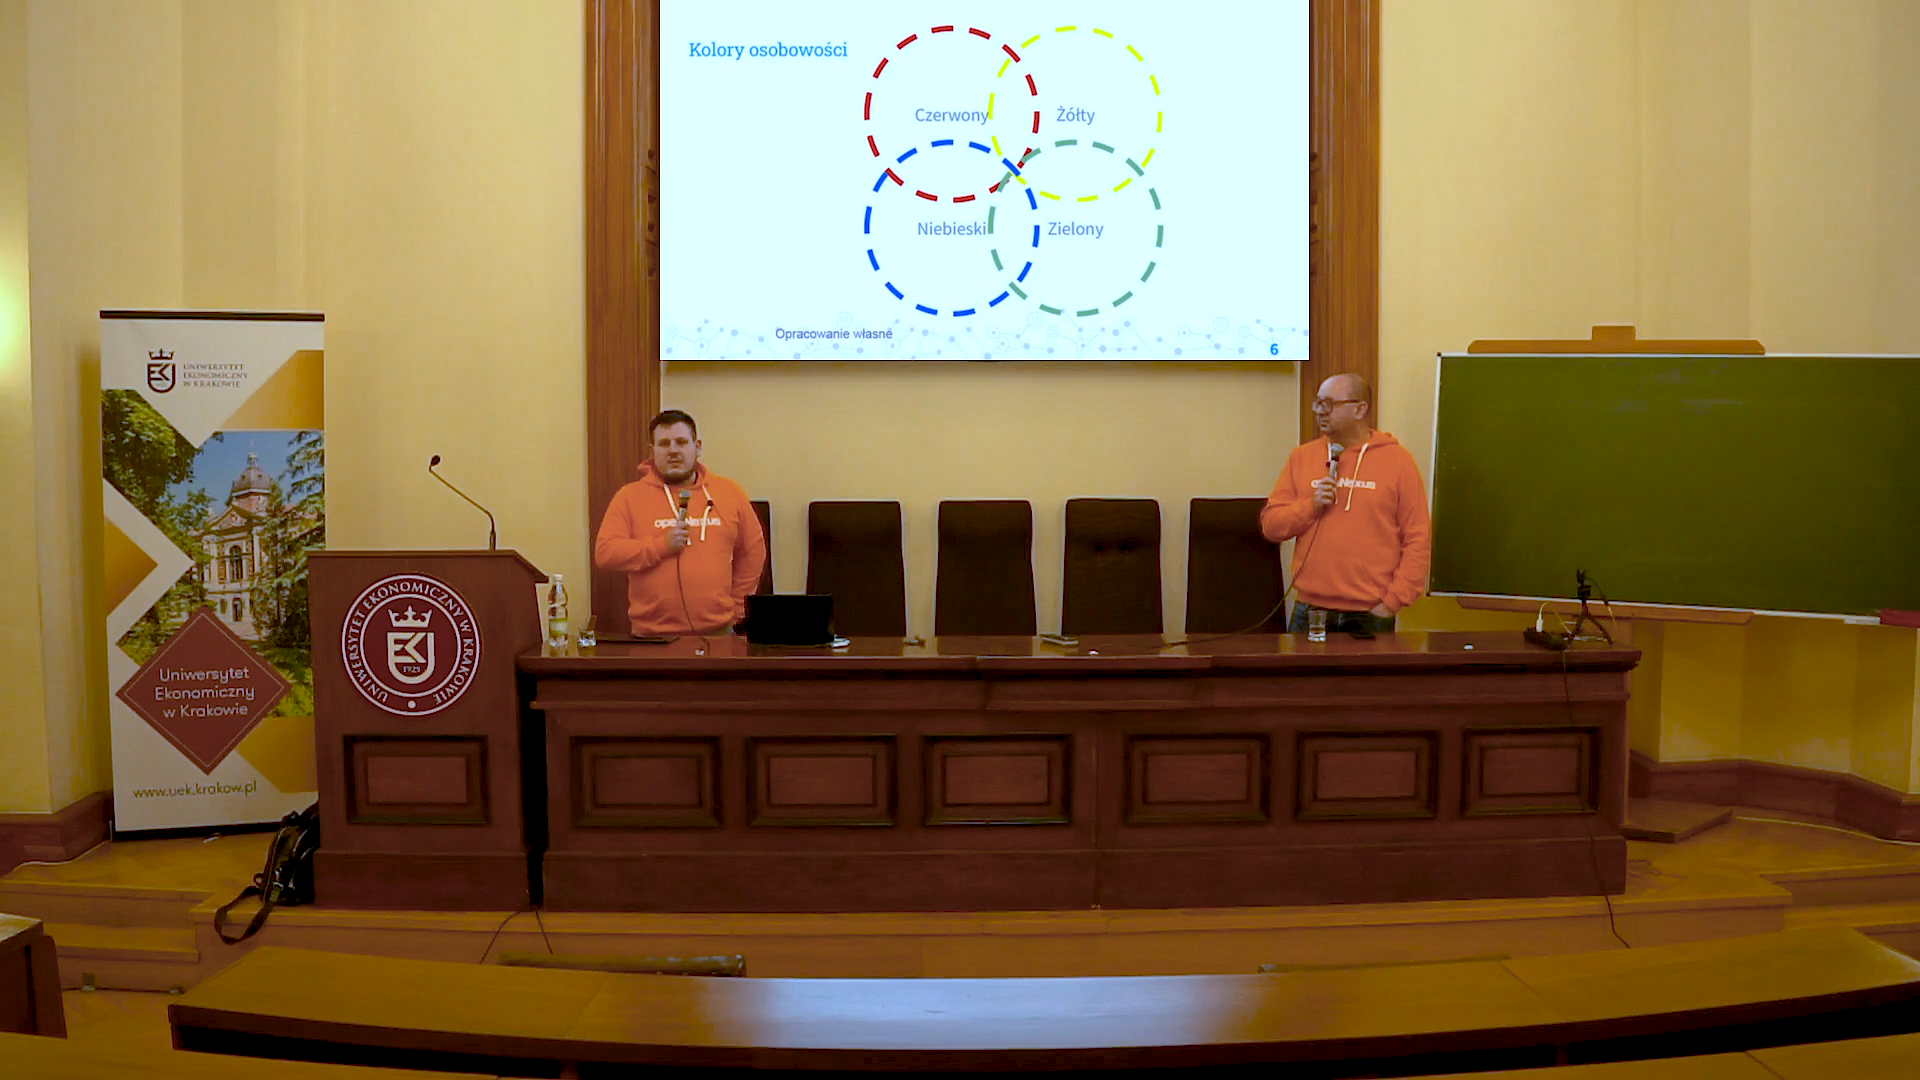 Kolory osobowości
Czerwony
Żółty
Niebieski
Zielony
Opracowanie własne
6
UNIWERSYTET
EKONOMICZNY
W KRAKOWIE
Uniwersytet
Ekonomiczny
w Krakowie
www.uek.krakow.pl
UNIWERSYTET EKONOMICZNY W KRAKOWIE
1925